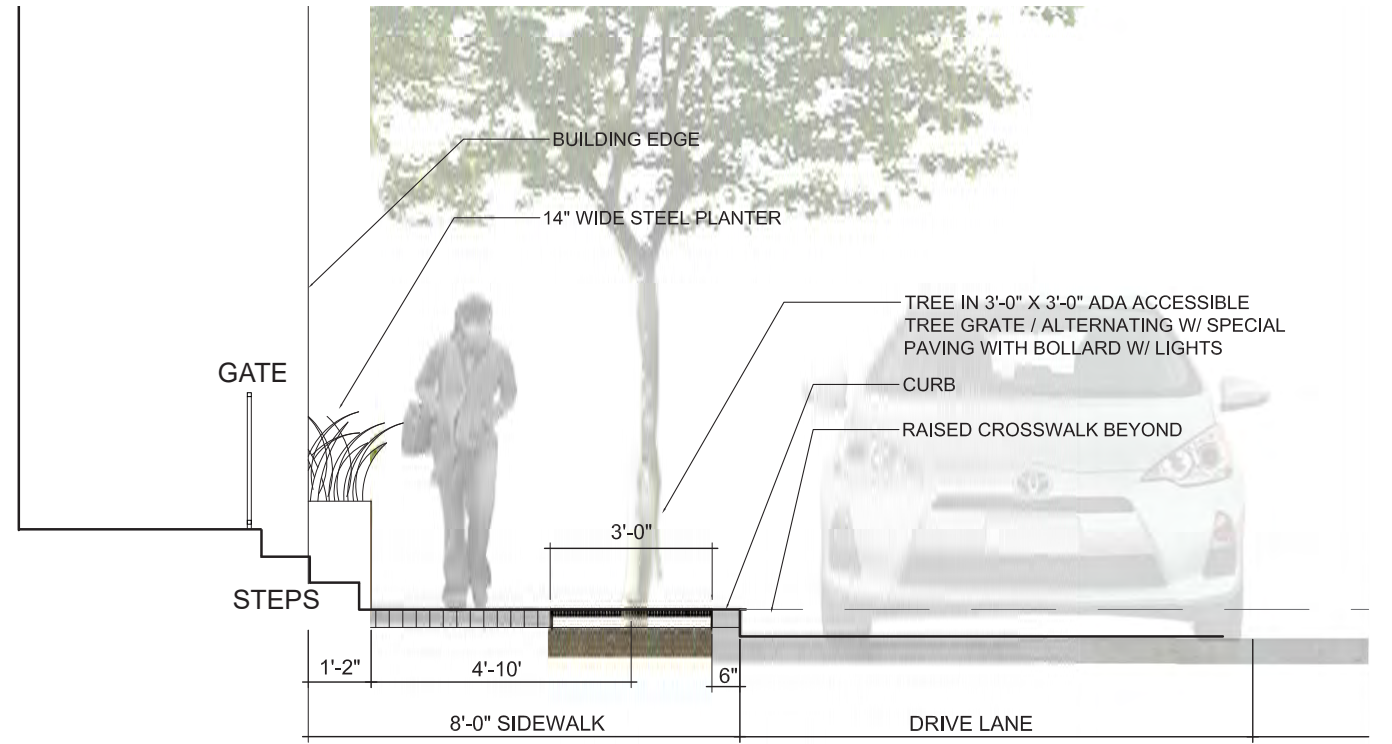 BUILDING EDGE
14" WIDE STEEL PLANTER
TREE IN 3'-0" X 3'-0" ADA ACCESSIBLE
TREE GRATE / ALTERNATING W/ SPECIAL
PAVING WITH BOLLARD W/ LIGHTS
GATE
CURB
RAISED CROSSWALK BEYOND
3'-0"
STEPS
1'-2"
4'-10'
6"
8'-0" SIDEWALK
DRIVE LANE